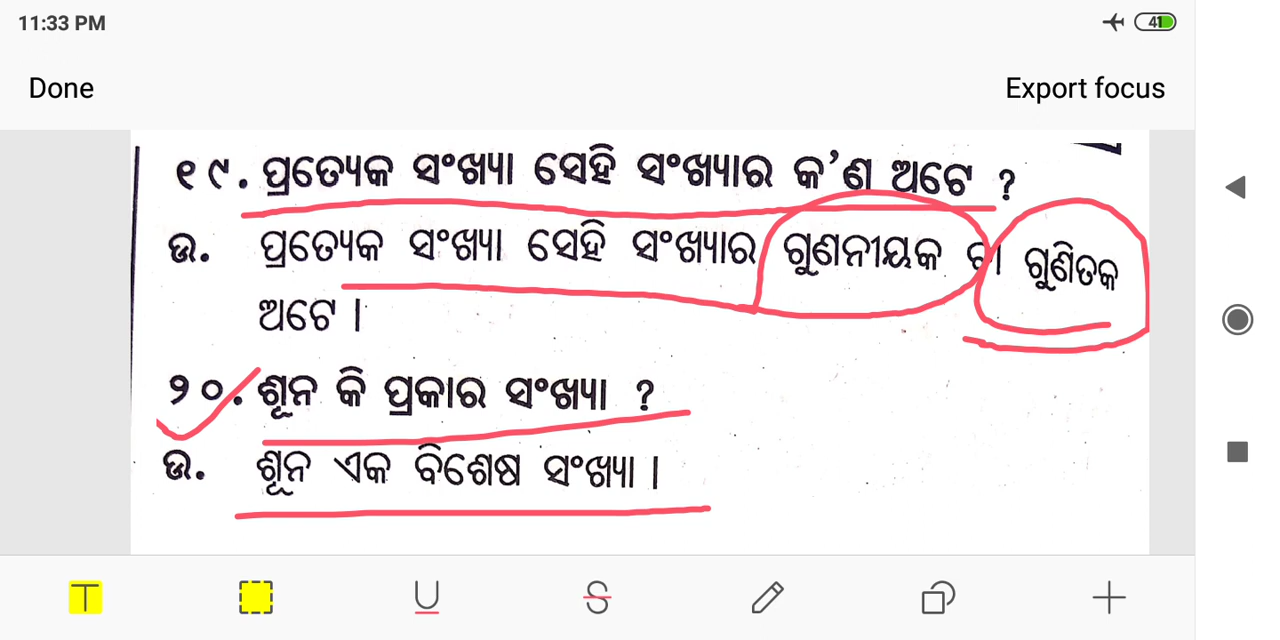 11:33 PM
41
Done
Export focus
୧୯. ପ୍ରତ୍ୟେକ ସଂଖ୍ୟା ସେହି ସଂଖ୍ୟାର କ'ଣ ଅଟେ ?
ଉ. ପ୍ରତ୍ୟେକ ସଂଖ୍ୟା ସେହି ସଂଖ୍ୟାର ଗୁଣନୀୟକ ବା ଗୁଣିତକ
ଅଟେ।
୨୦. ଶୂନ କି ପ୍ରକାର ସଂଖ୍ୟା ?
ଉ. ଶୂନ ଏକ ବିଶେଷ ସଂଖ୍ୟା।